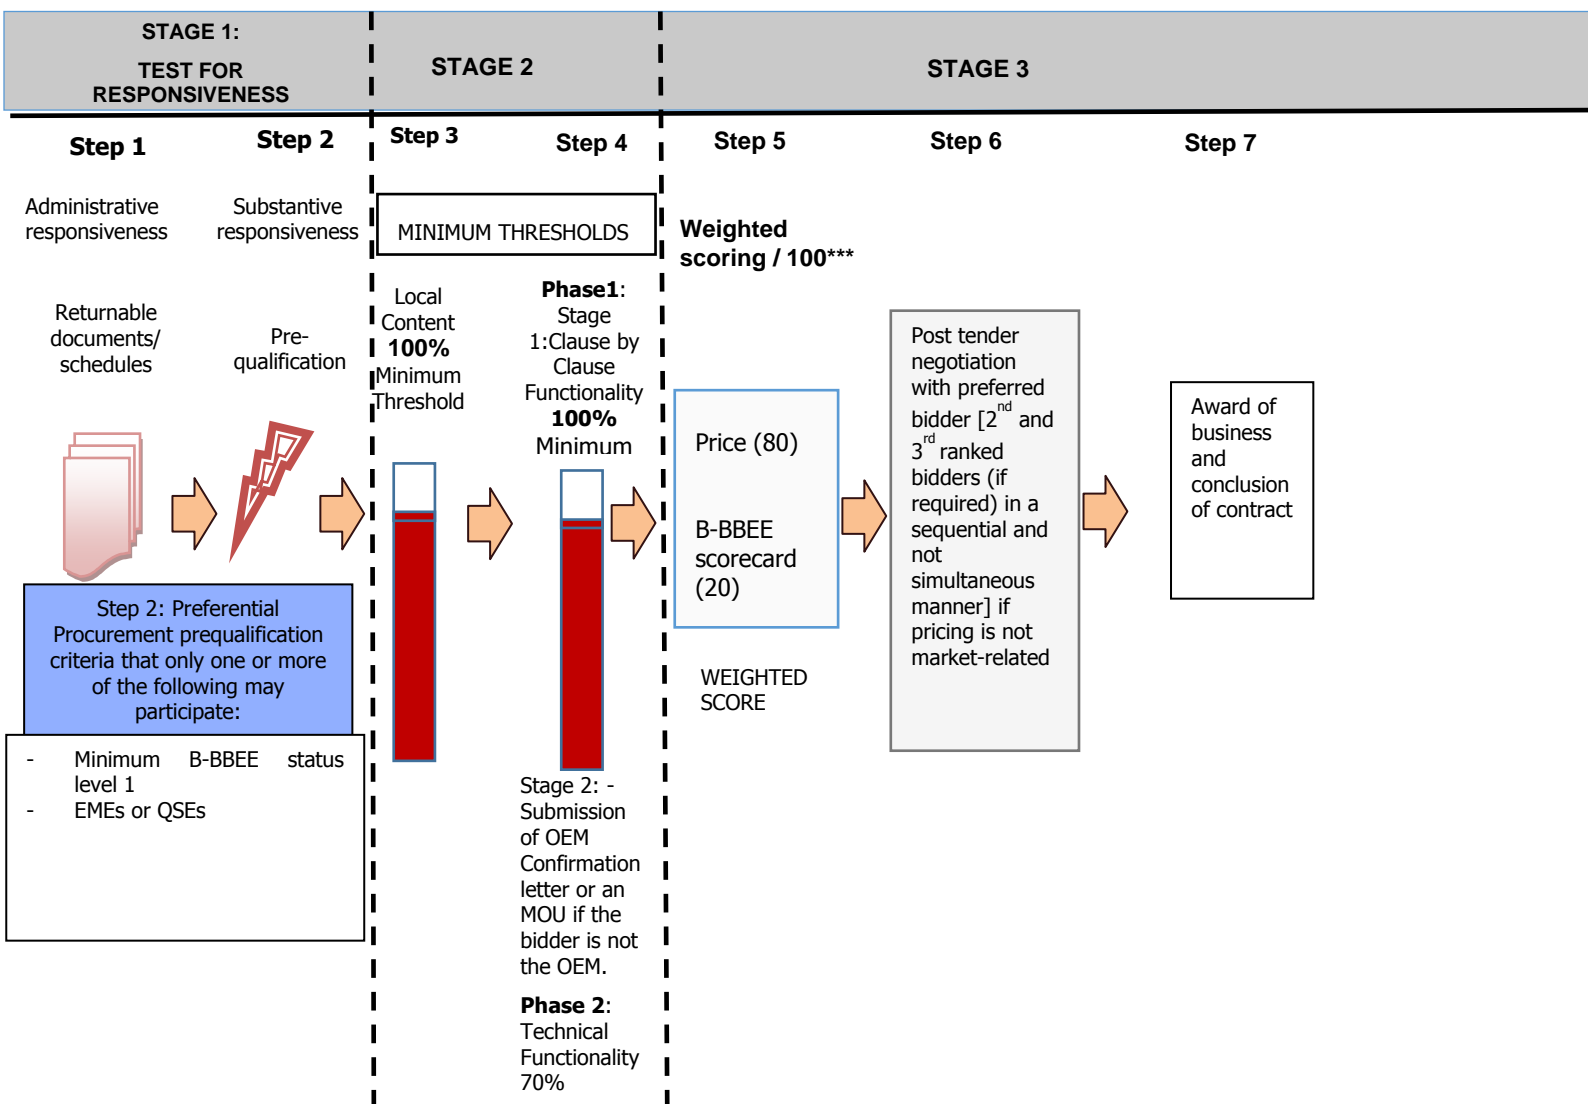 STAGE 1:
TEST FOR
RESPONSIVENESS
STAGE 2
STAGE 3
Step 1
Step 2
Step 3
Step 4
Step 5
Step 6
Step 7
Administrative
responsiveness
Substantive
responsiveness
MINIMUM THRESHOLDS
Weighted
scoring / 100***
Returnable
documents/
schedules
Pre-
qualification
Local
Content
100%
Minimum
Threshold
Phase1:
Stage
1:Clause by
Clause
Functionality
100%
Minimum
Price (80)
B-BBEE
scorecard
(20)
WEIGHTED
SCORE
Post tender
negotiation
with preferred
bidder [2nd and
3rd ranked
bidders (if
required) in a
sequential and
not
simultaneous
manner] if
pricing is not
market-related
Award of
business
and
conclusion
of contract
Step 2: Preferential
Procurement prequalification
criteria that only one or more
of the following may
participate:
- Minimum B-BBEE status
level 1
- EMEs or QSEs
Stage 2: -
Submission
of OEM
Confirmation
letter or an
MOU if the
bidder is not
the OEM.
Phase 2:
Technical
Functionality
70%